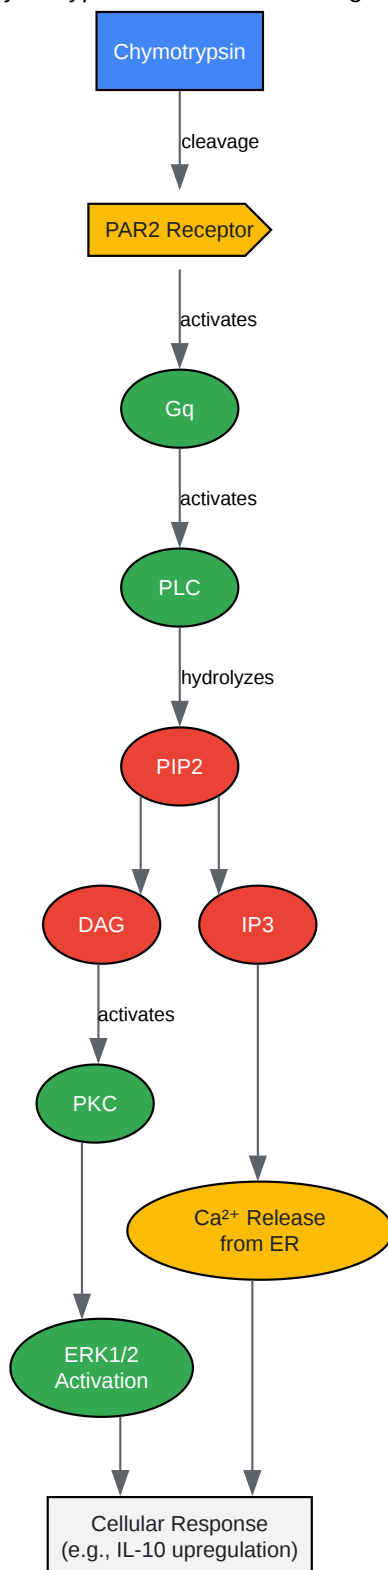 Chymotrypsin
cleavage
PAR2 Receptor
activates
Gq
activates
PLC
hydrolyzes
PIP2
DAG
IP3
activates
PKC
Ca²⁺ Release
from ER
ERK1/2
Activation
Cellular Response
(e.g., IL-10 upregulation)